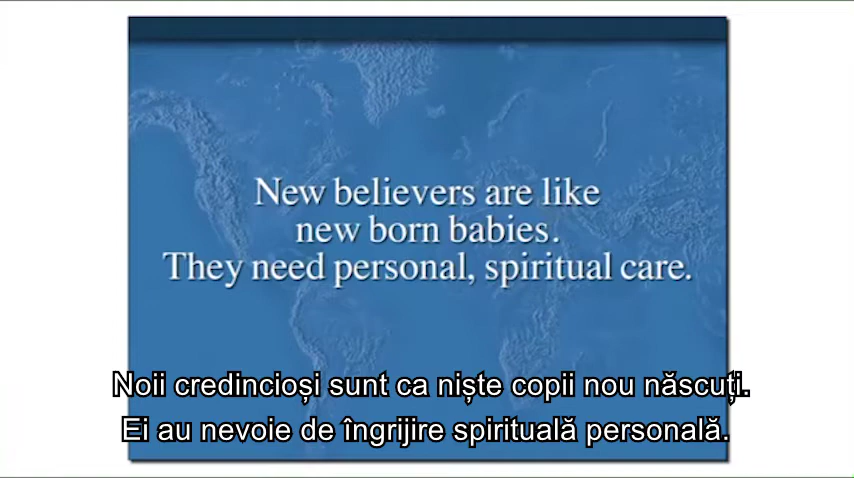 New believers are like
new born babies.
They need personal, spiritual care.
Noii credincioși sunt ca niște copii nou născuți.
Ei au nevoie de îngrijire spirituală personală.